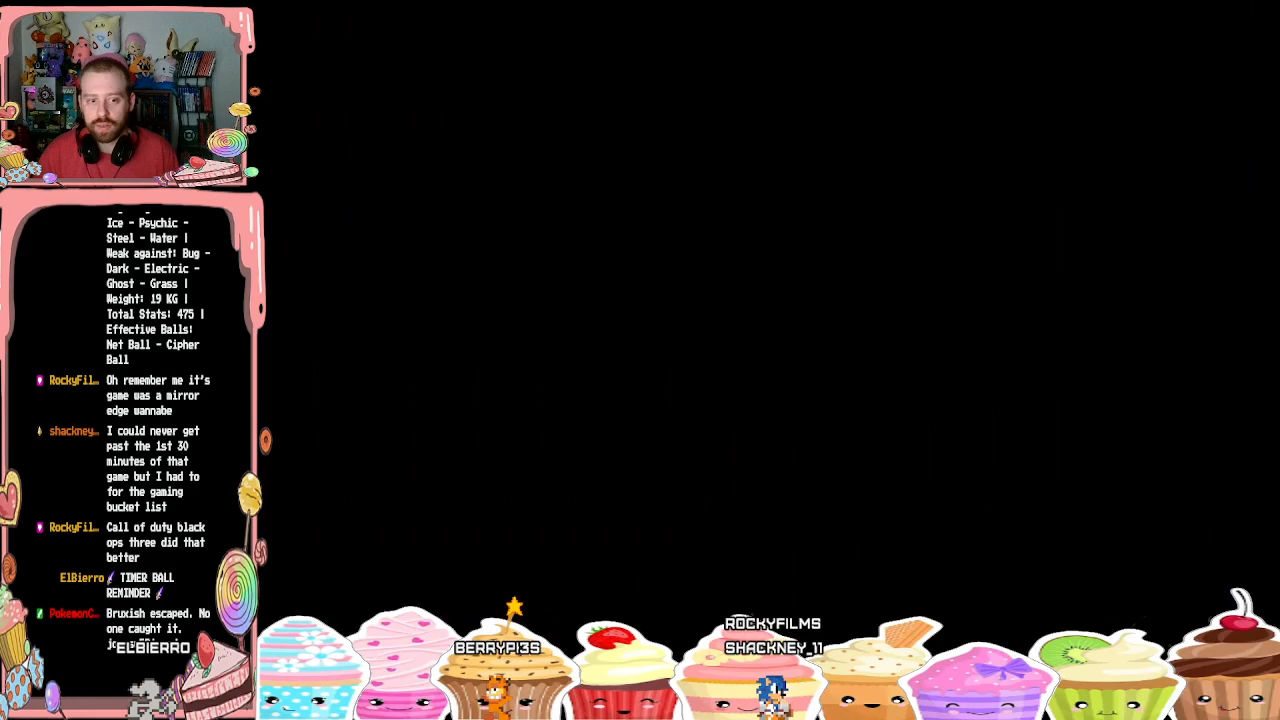 Ice - Psychic -
Steel - Water |
Weak against: Bug -
Dark - Electric -
Ghost - Grass |
Weight: 19 KG |
Total Stats: 475 |
Effective Balls:
Net Ball - Cipher
Ball
RockyFil… Oh remember me it's
game was a mirror
edge wannabe
shackney… I could never get
past the 1st 30
minutes of that
game but I had to
for the gaming
bucket list
RockyFil… Call of duty black
ops three did that
better
ElBierro TIMER BALL
REMINDER
PokemonC… Bruxish escaped. No
one caught it.
ELBIERRO
BERRYPI3S
ROCKYFILMS
SHACKNEY_11